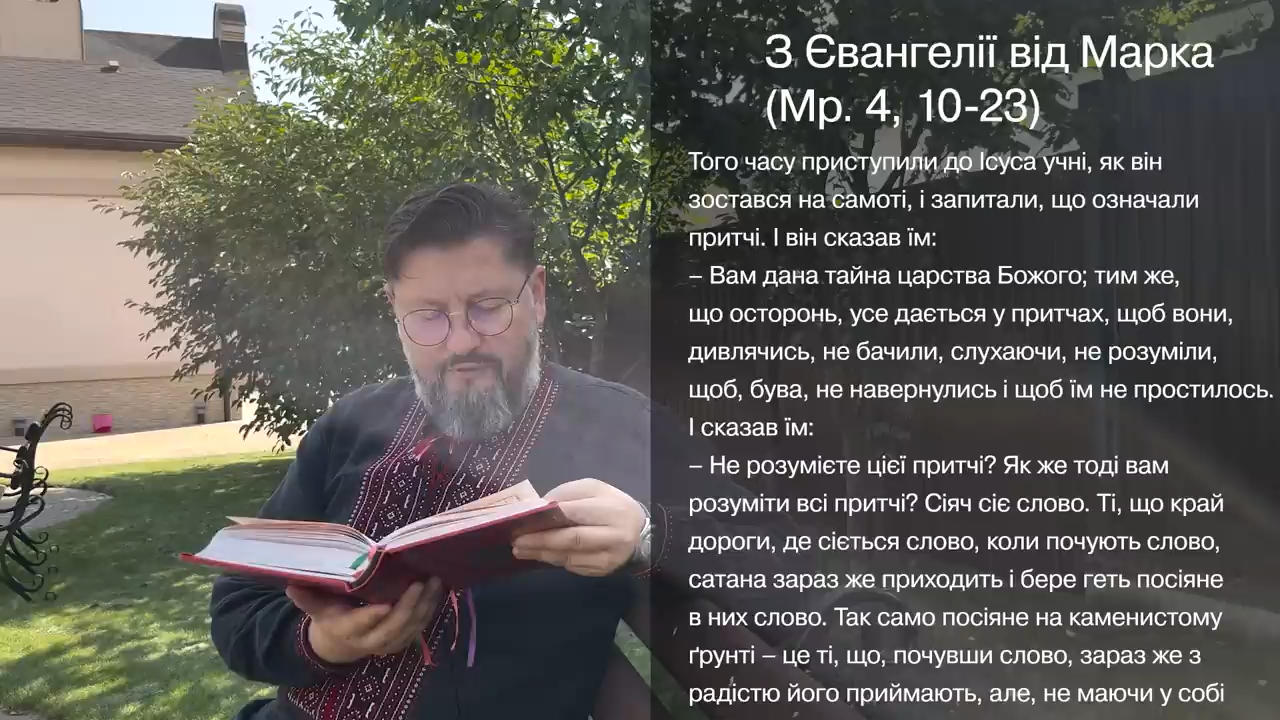 З Євангелії від Марка
(Мр. 4, 10-23)
Того часу приступили до Ісуса учні, як він
зостався на самоті, і запитали, що означали
притчі. І він сказав їм:
– Вам дана тайна царства Божого; тим же,
що осторонь, усе дається у притчах, щоб вони,
дивлячись, не бачили, слухаючи, не розуміли,
щоб, бува, не навернулись і щоб їм не простилось.
І сказав їм:
– Не розумієте цієї притчі? Як же тоді вам
розуміти всі притчі? Сіяч сіє слово. Ті, що край
дороги, де сіється слово, коли почують слово,
сатана зараз же приходить і бере геть посіяне
в них слово. Так само посіяне на каменистому
ґрунті – це ті, що, почувши слово, зараз же з
радістю його приймають, але, не маючи у собі